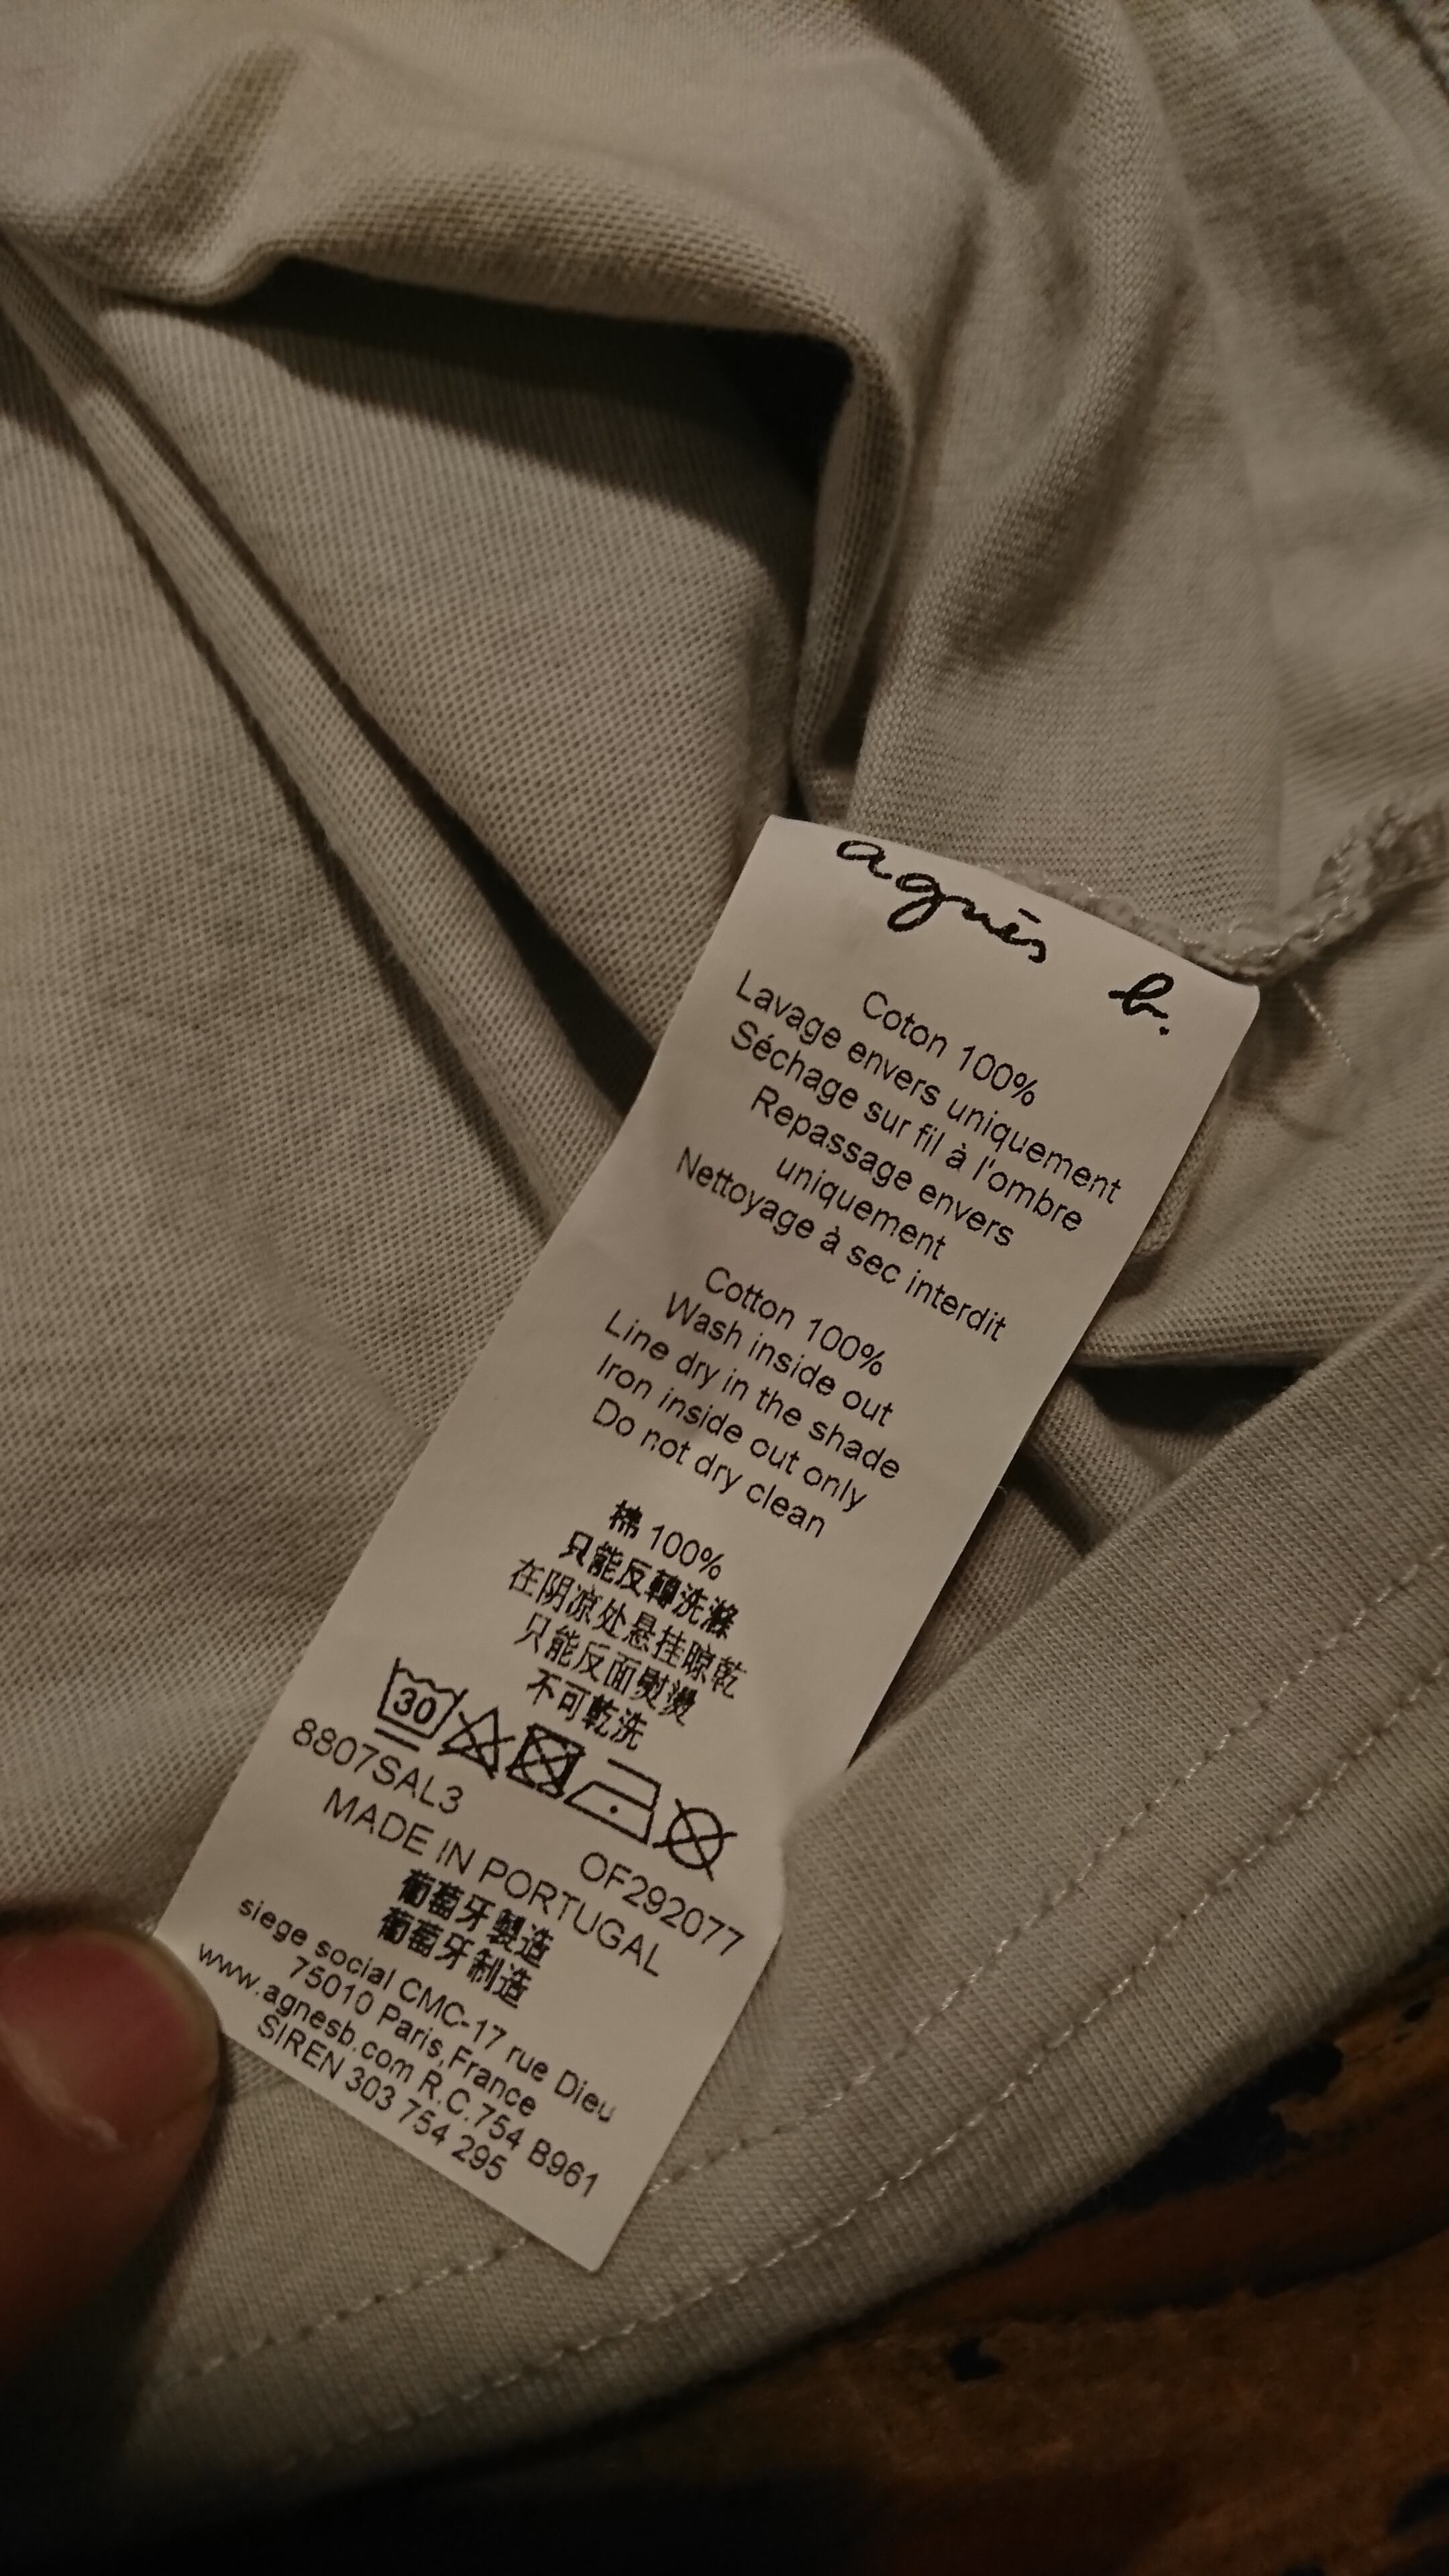 agnès b.
Coton 100%
Lavage envers uniquement
Séchage sur fil à l'ombre
Repassage envers
uniquement
Nettoyage à sec interdit
Cotton 100%
Wash inside out
Line dry in the shade
Iron inside out only
Do not dry clean
棉 100%
只能反轉洗滌
在阴凉处悬挂晾乾
只能反面熨燙
不可乾洗
30
8807SAL3
OF292077
MADE IN PORTUGAL
葡萄牙製造
葡萄牙制造
siege social CMC-17 rue Dieu
75010 Paris,France
www.agnesb.com R.C.754 B961
SIREN 303 754 295